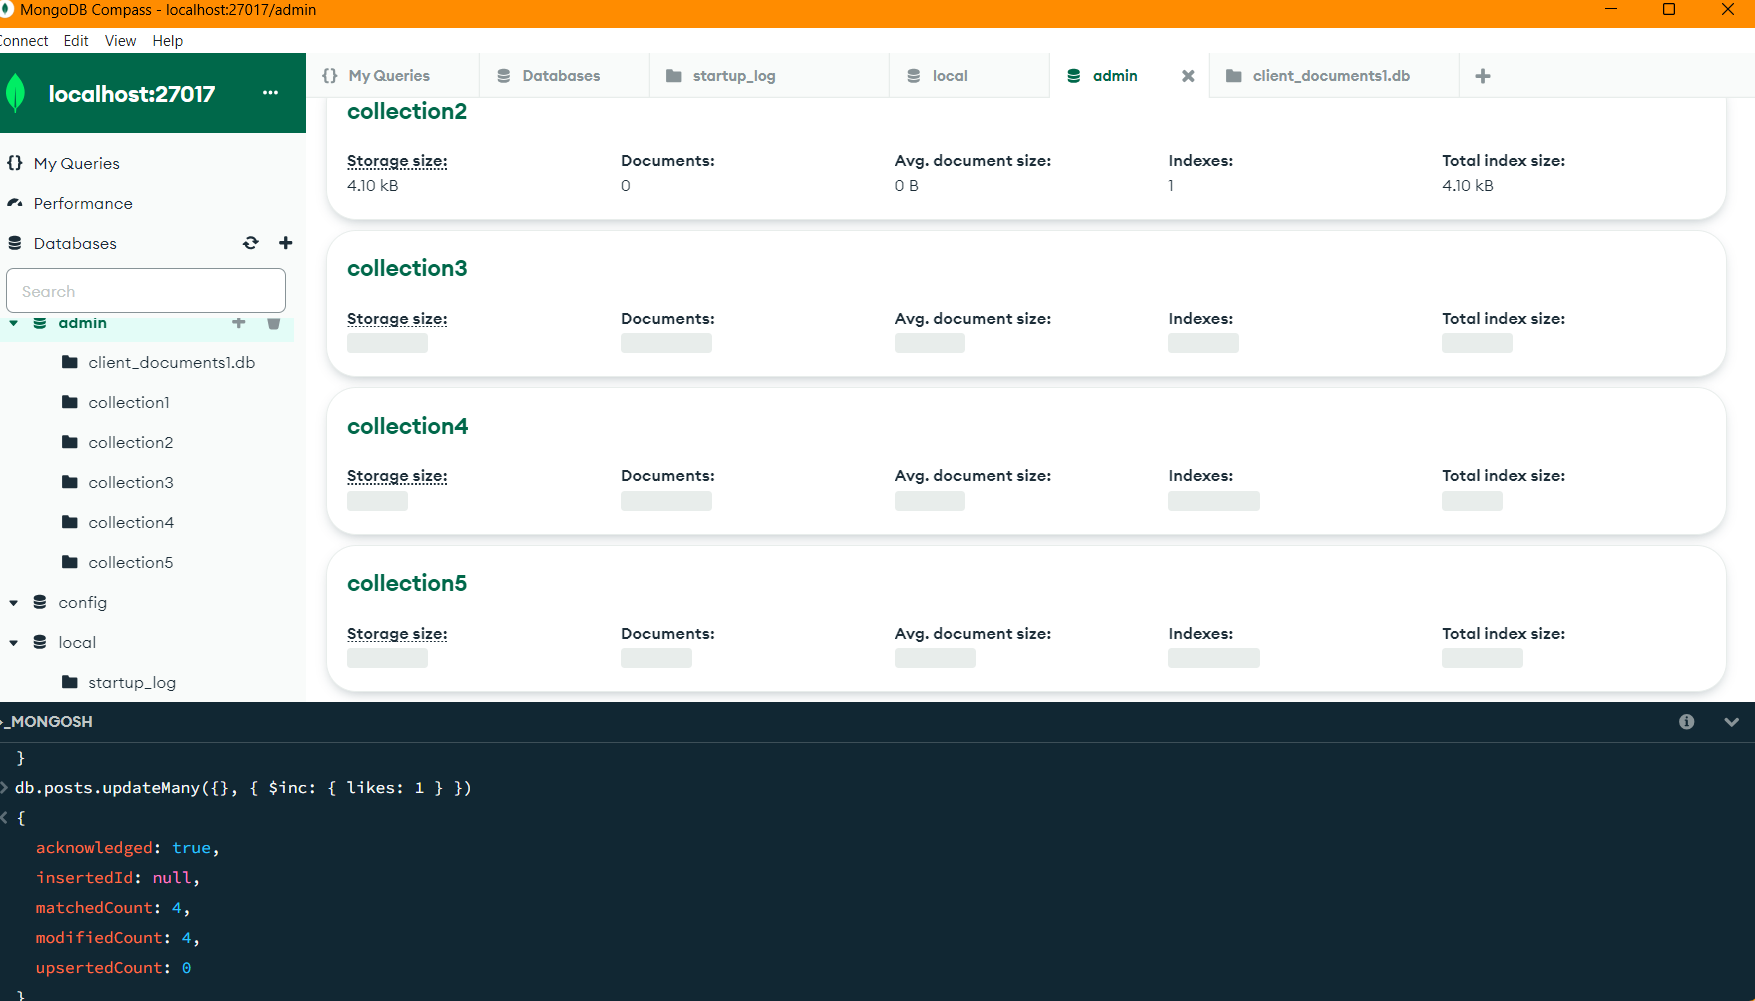 MongoDB Compass - localhost:27017/admin
Connect Edit View Help
localhost:27017 ...
{} My Queries
Performance
Databases
Search
admin
client_documents1.db
collection1
collection2
collection3
collection4
collection5
config
local
startup_log
{} My Queries
Databases
startup_log
local
admin
client_documents1.db
collection2
Storage size: Documents: Avg. document size: Indexes: Total index size:
4.10 kB 0 0 B 1 4.10 kB
collection3
Storage size: Documents: Avg. document size: Indexes: Total index size:
collection4
Storage size: Documents: Avg. document size: Indexes: Total index size:
collection5
Storage size: Documents: Avg. document size: Indexes: Total index size:
>_MONGOSH
}
> db.posts.updateMany({}, { $inc: { likes: 1 } })
< {
acknowledged: true,
insertedId: null,
matchedCount: 4,
modifiedCount: 4,
upsertedCount: 0
}